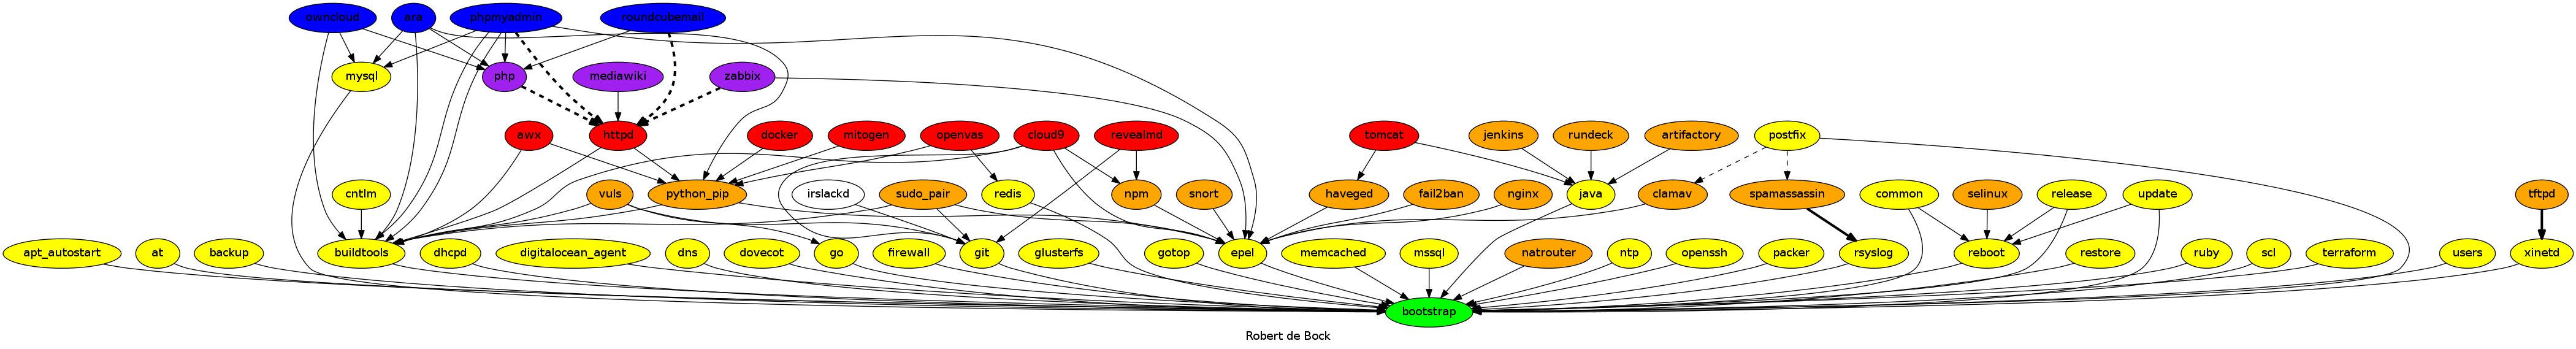 owncloud
ara
phpmyadmin
roundcubemail
mysql
php
mediawiki
zabbix
awx
httpd
docker
mitogen
openvas
cloud9
revealmd
tomcat
jenkins
rundeck
artifactory
postfix
cntlm
vuls
python_pip
irslackd
sudo_pair
redis
npm
snort
haveged
fail2ban
nginx
java
clamav
spamassassin
common
selinux
release
update
tftpd
apt_autostart
at
backup
buildtools
dhcpd
digitalocean_agent
dns
dovecot
go
firewall
git
glusterfs
gotop
epel
memcached
mssql
natrouter
ntp
openssh
packer
rsyslog
reboot
restore
ruby
scl
terraform
users
xinetd
bootstrap
Robert de Bock